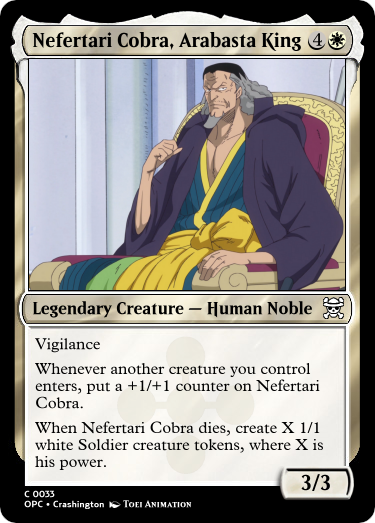 Nefertari Cobra, Arabasta King 4
Legendary Creature — Human Noble
Vigilance
Whenever another creature you control
enters, put a +1/+1 counter on Nefertari
Cobra.
When Nefertari Cobra dies, create X 1/1
white Soldier creature tokens, where X is
his power.
3/3
C 0033
OPC • Crashington TOEI ANIMATION